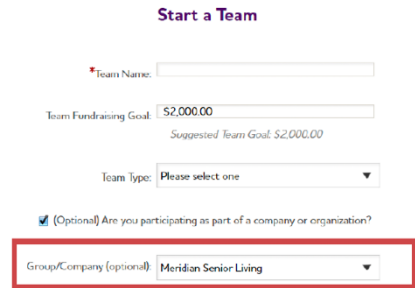 Start a Team
*Team Name:
Team Fundraising Goal: $2,000.00
Suggested Team Goal: $2,000.00
Team Type: Please select one
(Optional) Are you participating as part of a company or organization?
Group/Company (optional): Meridian Senior Living